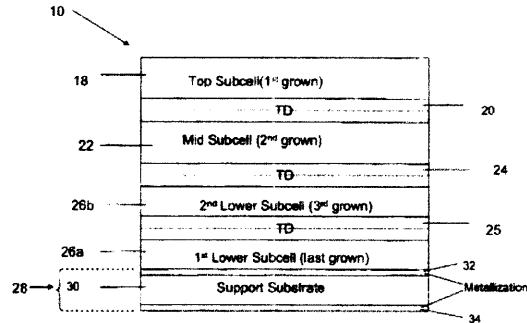 10
18 Top Subcell(1st grown)
TD 20
22 Mid Subcell (2nd grown)
TD 24
26b 2nd Lower Subcell (3rd grown)
TD 25
26a 1st Lower Subcell (last grown)
32
28 30 Support Substrate Metallization
34